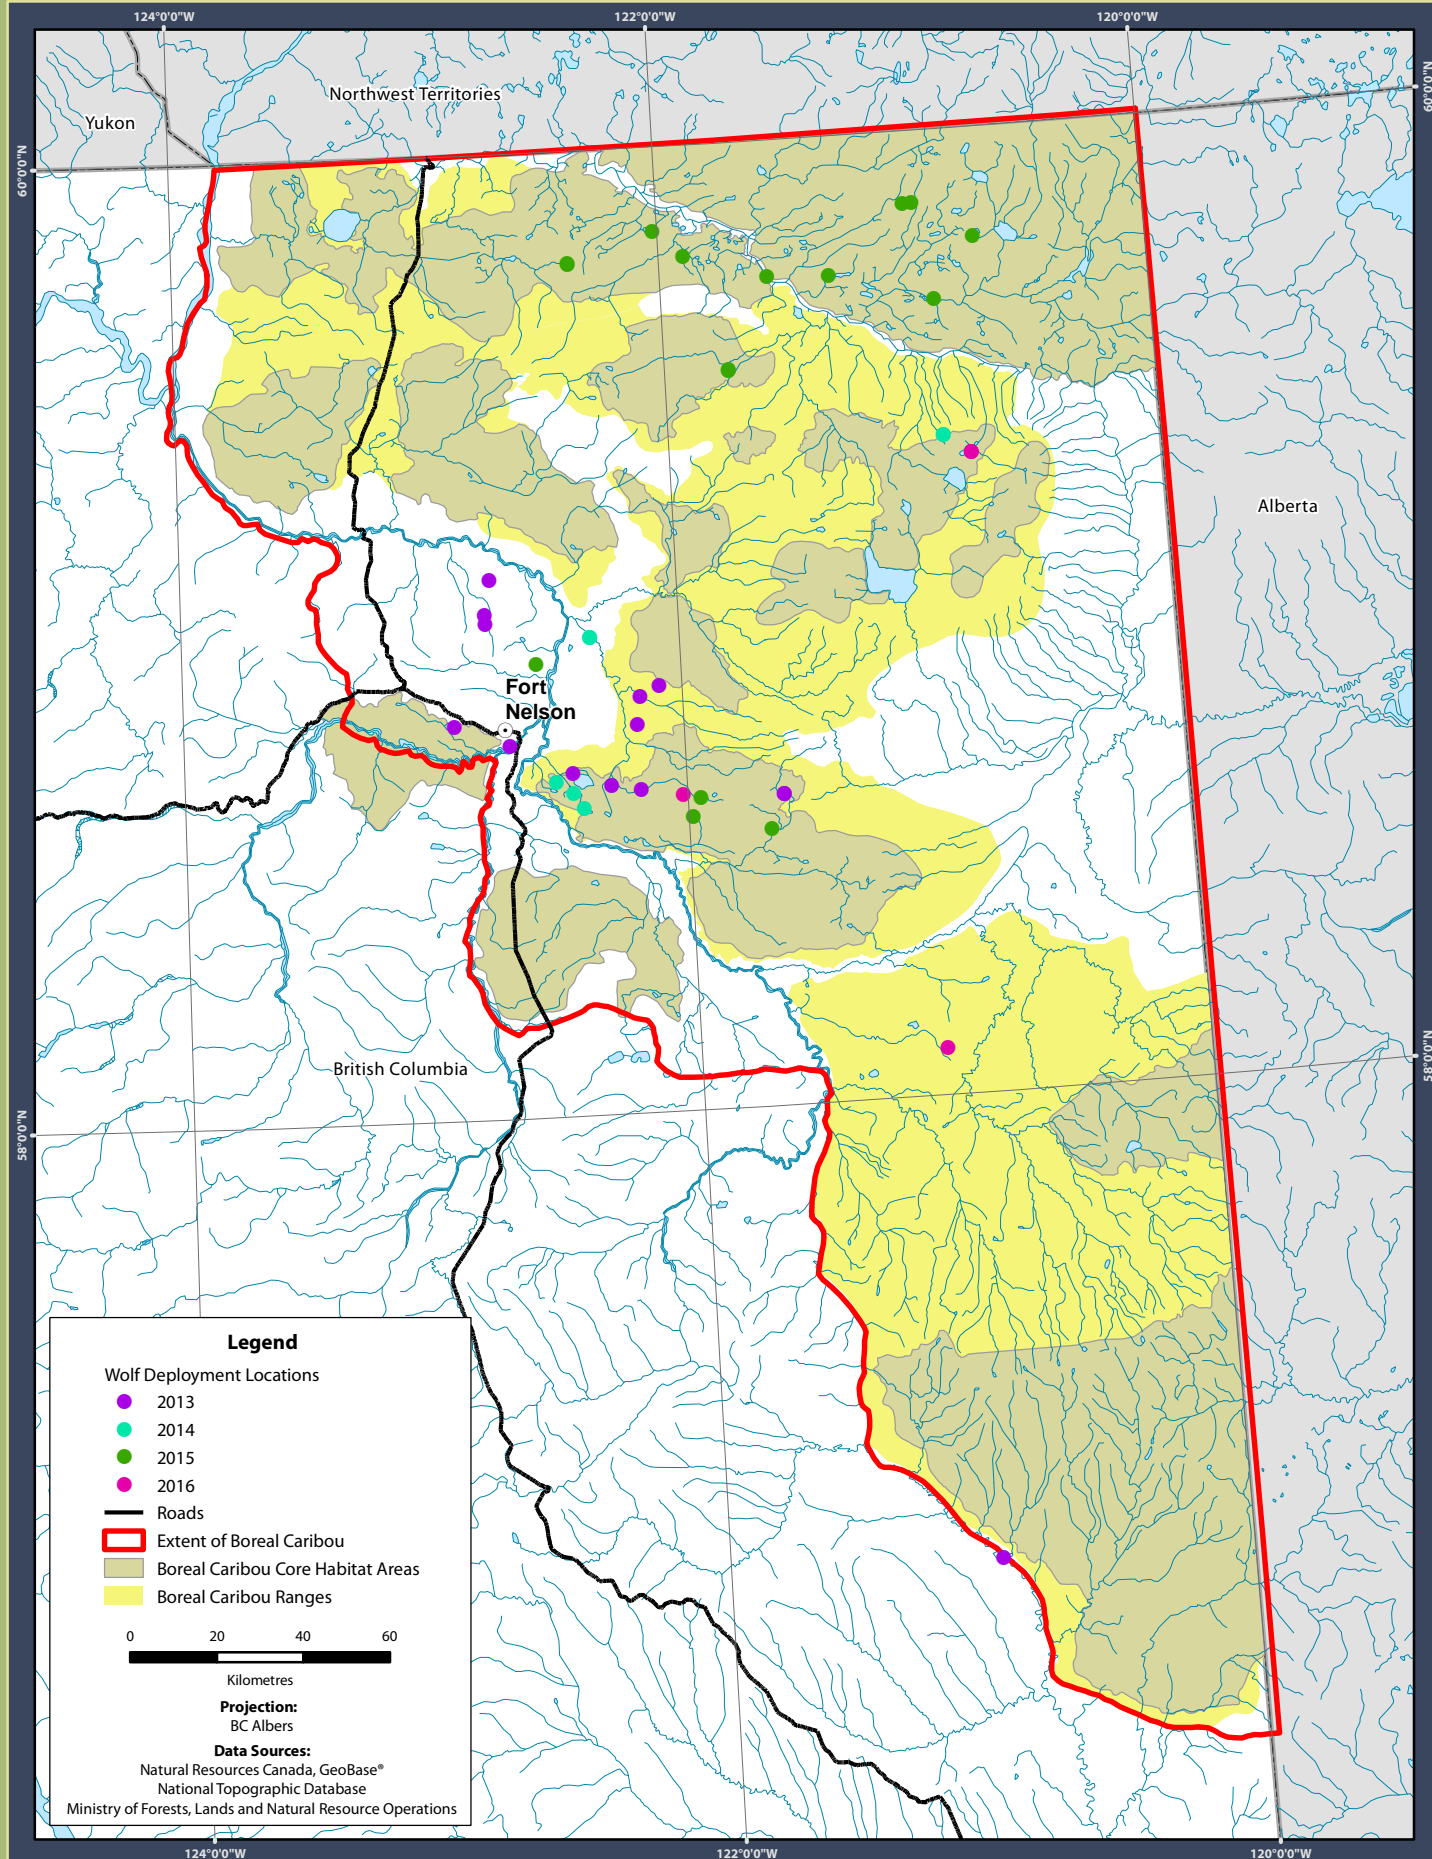 124°0'0"W
122°0'0"W
120°0'0"W
60°0'0"N
60°0'0"N
Northwest Territories
Yukon
Alberta
Fort
Nelson
British Columbia
58°0'0"N
58°0'0"N
Legend
Wolf Deployment Locations
2013
2014
2015
2016
Roads
Extent of Boreal Caribou
Boreal Caribou Core Habitat Areas
Boreal Caribou Ranges
0 20 40 60
Kilometres
Projection:
BC Albers
Data Sources:
Natural Resources Canada, GeoBase®
National Topographic Database
Ministry of Forests, Lands and Natural Resource Operations
124°0'0"W
122°0'0"W
120°0'0"W